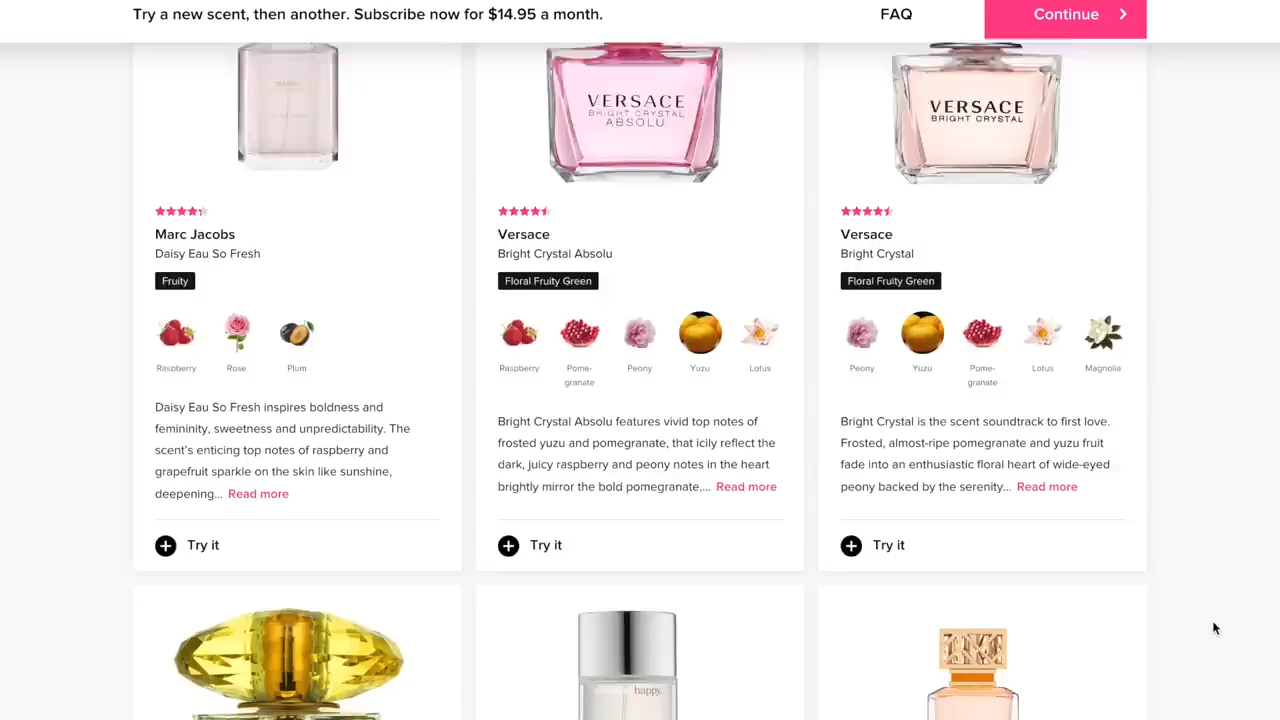 Try a new scent, then another. Subscribe now for $14.95 a month.
FAQ
Continue
VERSACE
BRIGHT CRYSTAL
ABSOLU
VERSACE
BRIGHT CRYSTAL
Marc Jacobs
Daisy Eau So Fresh
Fruity
Raspberry
Rose
Plum
Daisy Eau So Fresh inspires boldness and
femininity, sweetness and unpredictability. The
scent's enticing top notes of raspberry and
grapefruit sparkle on the skin like sunshine,
deepening... Read more
Try it
Versace
Bright Crystal Absolu
Floral Fruity Green
Raspberry
Pome-
granate
Peony
Yuzu
Lotus
Bright Crystal Absolu features vivid top notes of
frosted yuzu and pomegranate, that icily reflect the
dark, juicy raspberry and peony notes in the heart
brightly mirror the bold pomegranate,... Read more
Try it
Versace
Bright Crystal
Floral Fruity Green
Peony
Yuzu
Pome-
granate
Lotus
Magnolia
Bright Crystal is the scent soundtrack to first love.
Frosted, almost-ripe pomegranate and yuzu fruit
fade into an enthusiastic floral heart of wide-eyed
peony backed by the serenity... Read more
Try it
happy.